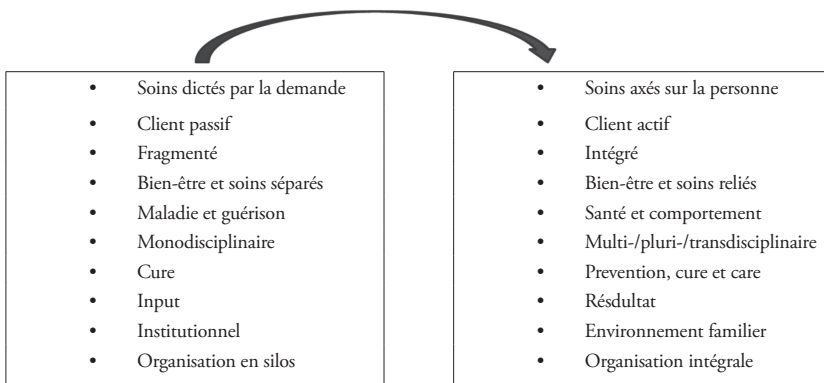 • Soins dictés par la demande
• Client passif
• Fragmenté
• Bien-être et soins séparés
• Maladie et guérison
• Monodisciplinaire
• Cure
• Input
• Institutionnel
• Organisation en silos
• Soins axés sur la personne
• Client actif
• Intégré
• Bien-être et soins reliés
• Santé et comportement
• Multi-/pluri-/transdisciplinaire
• Prevention, cure et care
• Résdultat
• Environnement familier
• Organisation intégrale